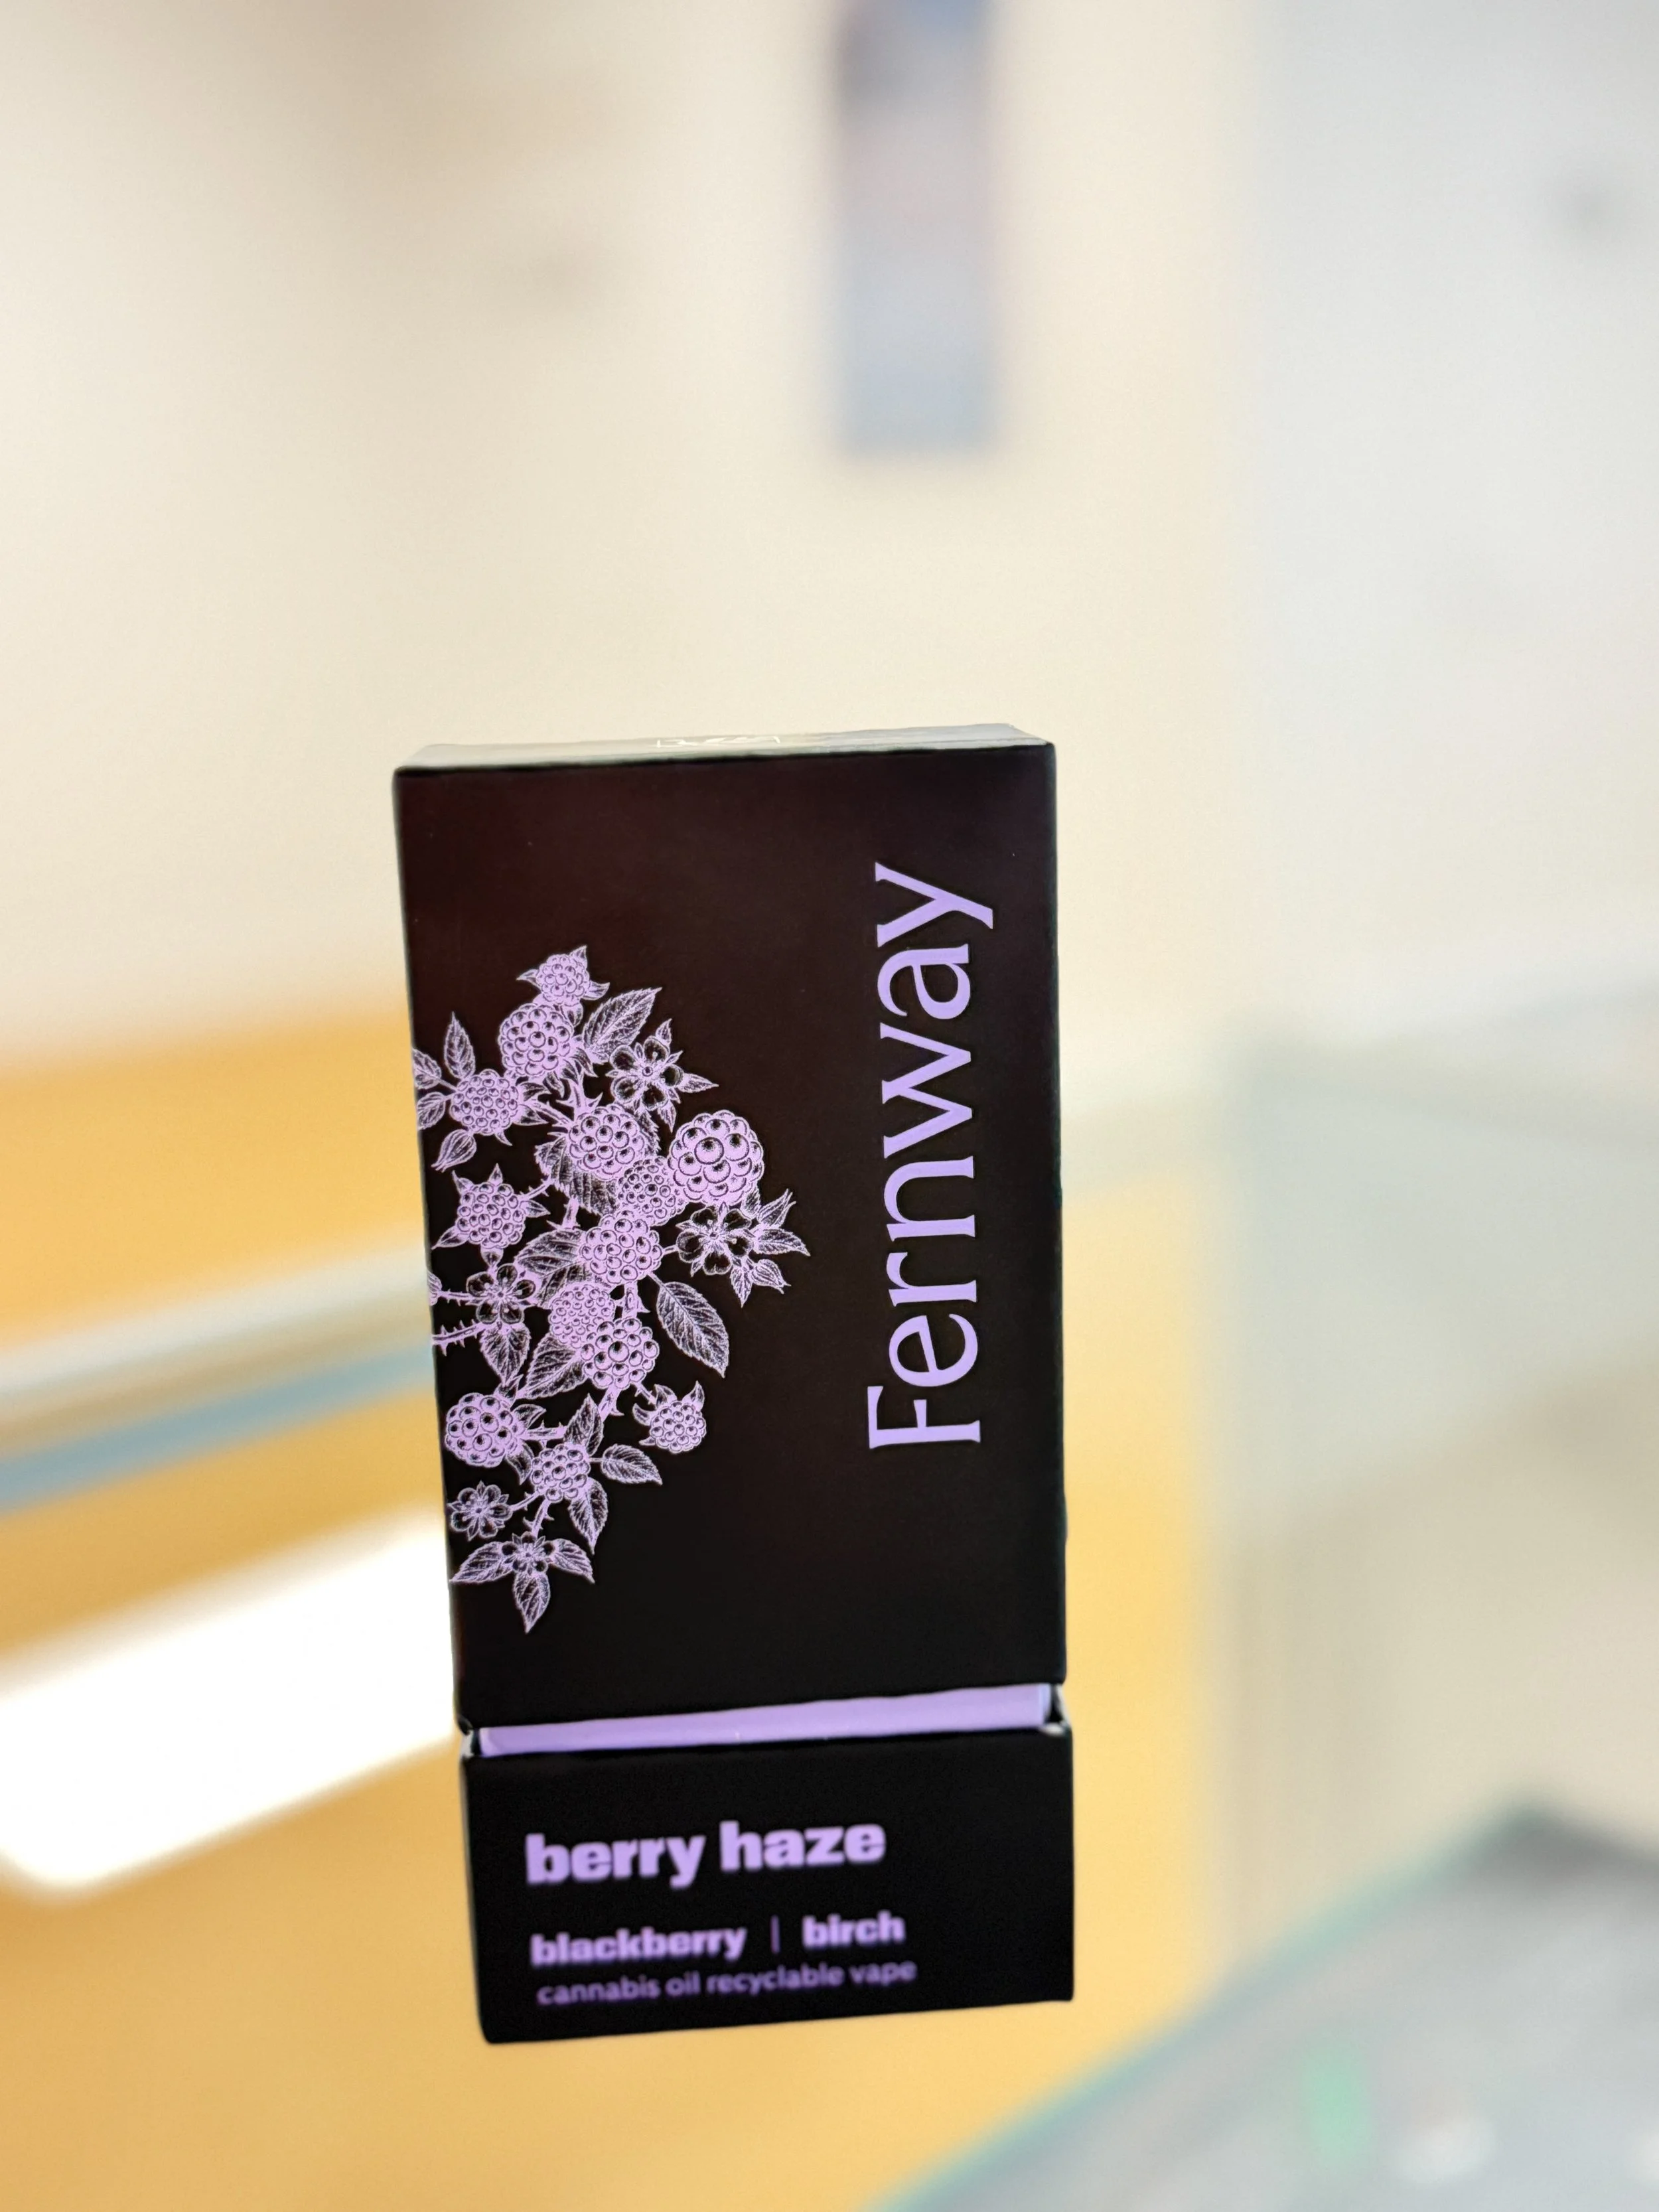 Fernway
berry haze
blackberry | birch
cannabis oil recyclable vape